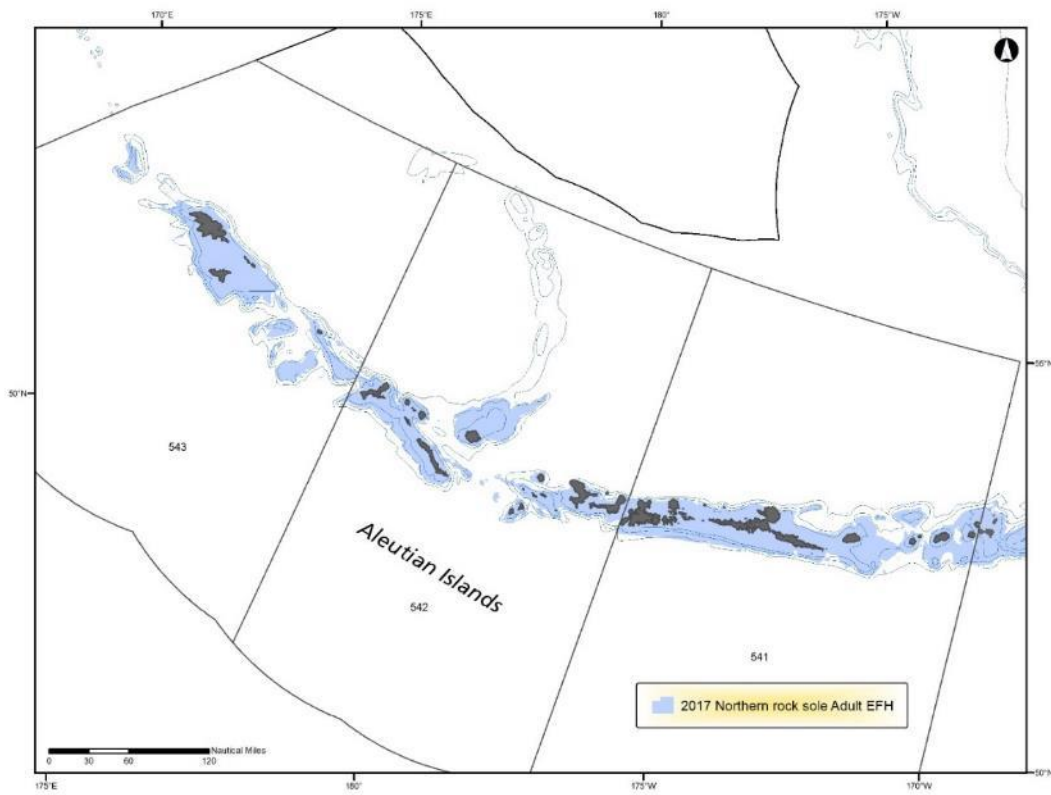 170°E 175°E 180° 175°W
50°N
55°N
543
Aleutian Islands
542
541
2017 Northern rock sole Adult EFH
Nautical Miles
0 30 60 120
50°N
175°E 180° 175°W 170°W